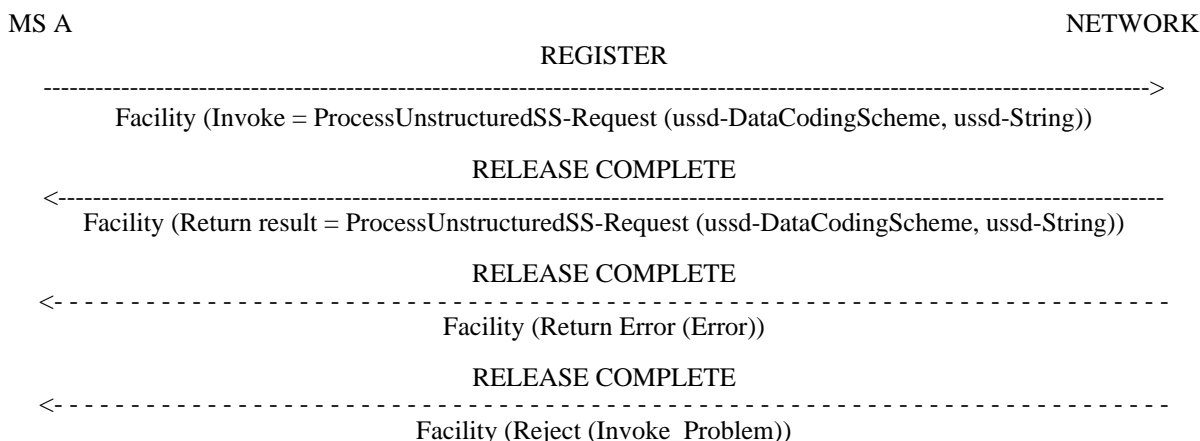 MS A NETWORK
REGISTER
Facility (Invoke = ProcessUnstructuredSS-Request (ussd-DataCodingScheme, ussd-String))
RELEASE COMPLETE
Facility (Return result = ProcessUnstructuredSS-Request (ussd-DataCodingScheme, ussd-String))
RELEASE COMPLETE
Facility (Return Error (Error))
RELEASE COMPLETE
Facility (Reject (Invoke_Problem))